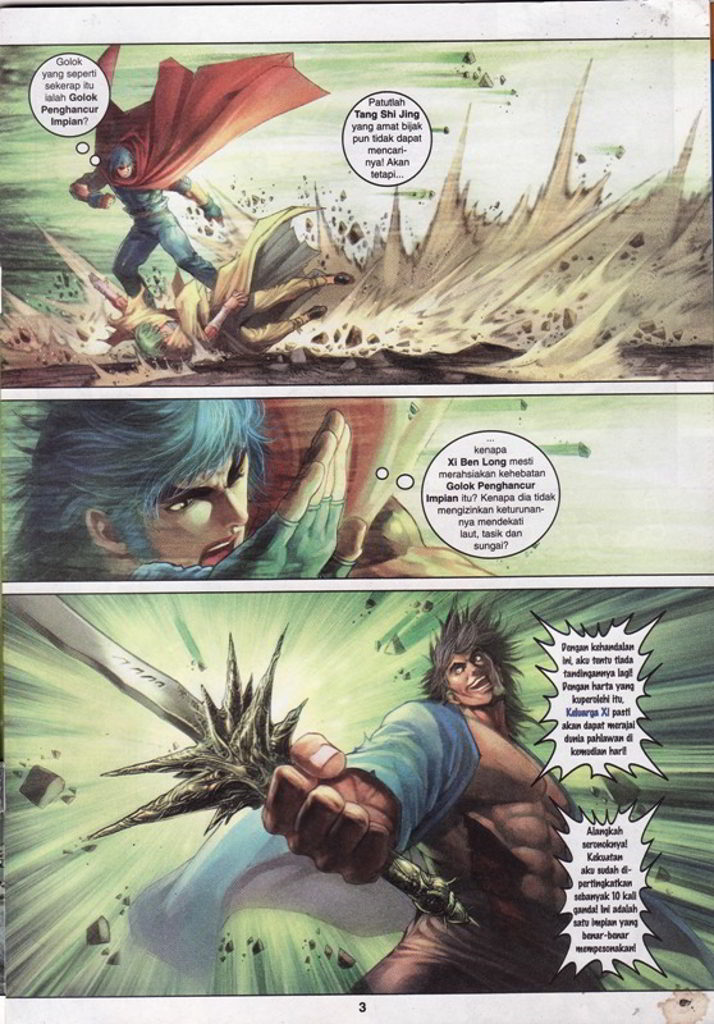 Golok
yang seperti
sekerap itu
ialah Golok
Penghancur
Impian?
Patutlah
Tang Shi Jing
yang amat bijak
pun tidak dapat
mencari-
nya! Akan
tetapi...
...
kenapa
Xi Ben Long mesti
merahsiakan kehebatan
Golok Penghancur
Impian itu? Kenapa dia tidak
mengizinkan keturunan-
nya mendekati
laut, tasik dan
sungai?
Dengan kehandalan
ini, aku tentu tiada
tandingannya lagi!
Dengan harta yang
kuperolehi itu,
Keluarga Xi pasti
akan dapat merajai
dunia pahlawan di
kemudian hari!
Alangkah
seronoknya!
Kekuatan
aku sudah di-
pertingkatkan
sebanyak 10 kali
ganda! Ini adalah
satu impian yang
benar-benar
mempesonakan!
3